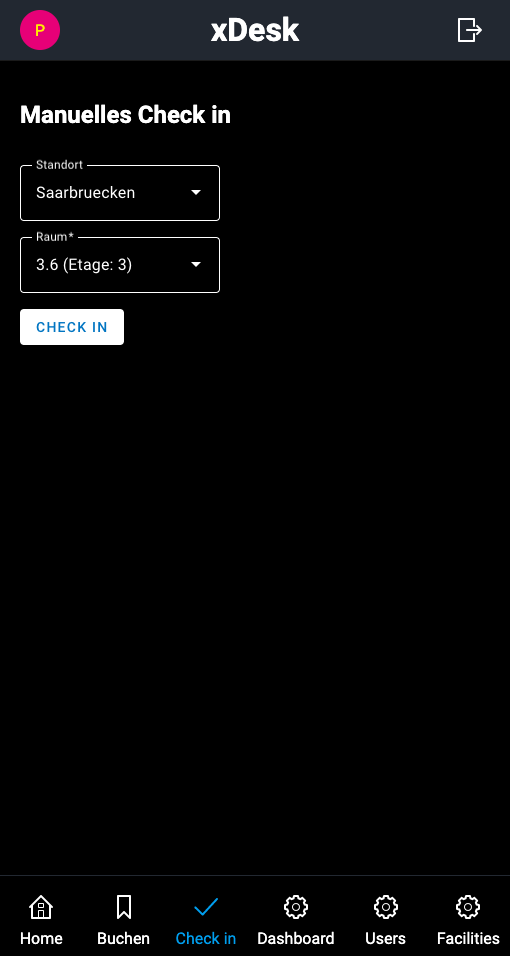 P
xDesk
Manuelles Check in
Standort
Saarbruecken
Raum*
3.6 (Etage: 3)
CHECK IN
Home Buchen Check in Dashboard Users Facilities